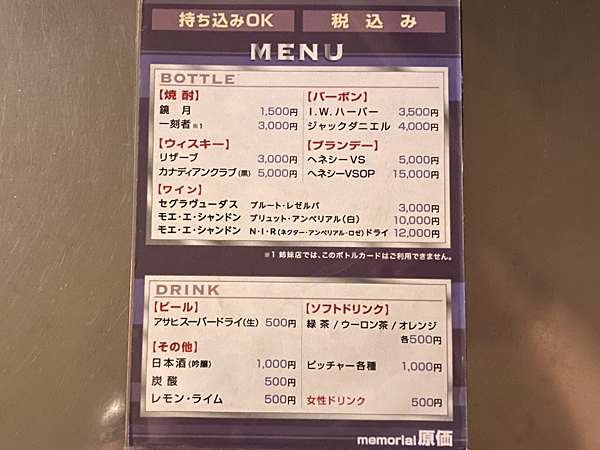 持ち込みOK 税込み
MENU
BOTTLE
【焼酎】
鏡月 1,500円
一刻者※1 3,000円
【バーボン】
I.W.ハーパー 3,500円
ジャックダニエル 4,000円
【ウィスキー】
リザーブ 3,000円
カナディアンクラブ(黒) 5,000円
【ブランデー】
ヘネシーVS 5,000円
ヘネシーVSOP 15,000円
【ワイン】
セグラヴューダス ブルート・レゼルバ 3,000円
モエ・エ・シャンドン ブリュット・アンペリアル(白) 10,000円
モエ・エ・シャンドン N・I・R(ネクター・アンペリアル・ロゼ)ドライ 12,000円
※1 姉妹店では、このボトルカードはご利用できません。
DRINK
【ビール】
アサヒスーパードライ(生) 500円
【ソフトドリンク】
緑茶/ウーロン茶/オレンジ
各500円
【その他】
日本酒(吟醸) 1,000円
炭酸 500円
レモン・ライム 500円
ピッチャー各種 1,000円
女性ドリンク 500円
memorial原価